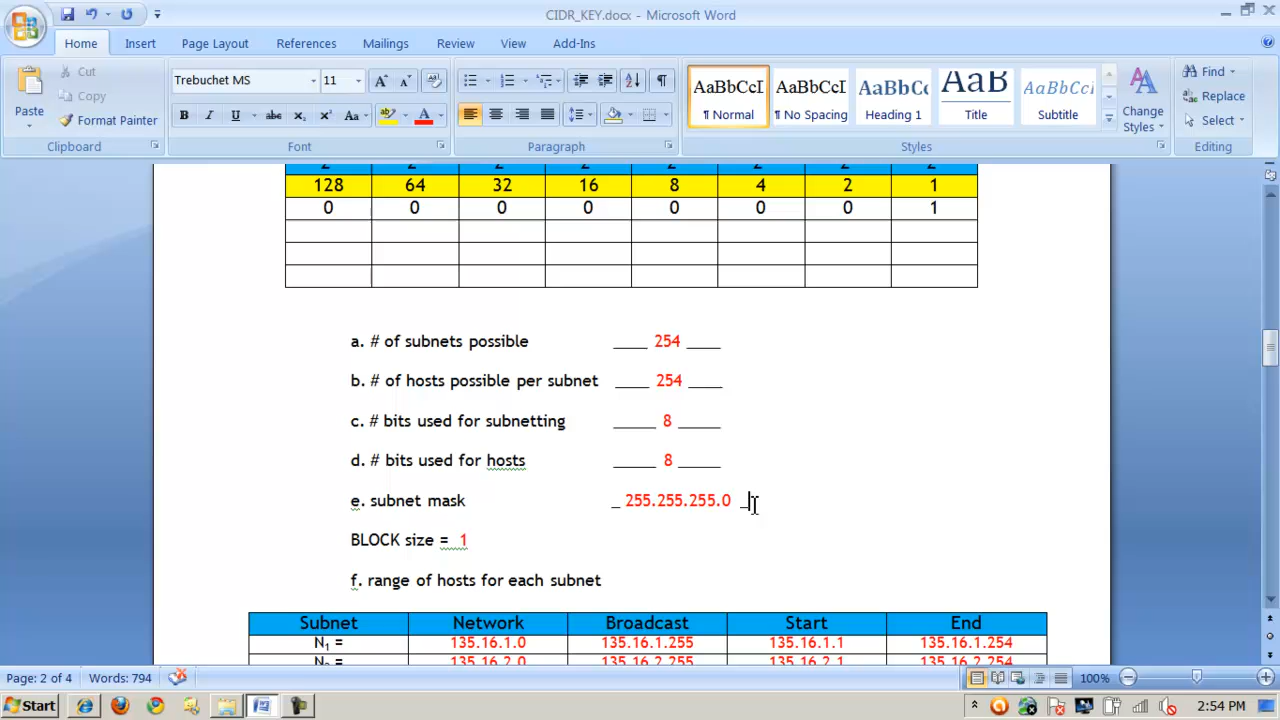 CIDR_KEY.docx - Microsoft Word
Home Insert Page Layout References Mailings Review View Add-Ins
Paste
Cut
Copy
Format Painter
Clipboard
Trebuchet MS 11
Font
Paragraph
AaBbCcI
¶ Normal
AaBbCcI
¶ No Spacing
AaBbCc
Heading 1
AaB
Title
AaBbCcI
Subtitle
Change Styles
Styles
Find
Replace
Select
Editing
128 64 32 16 8 4 2 1
0 0 0 0 0 0 0 1
a. # of subnets possible ____ 254 ____
b. # of hosts possible per subnet ____ 254 ____
c. # bits used for subnetting _____ 8 _____
d. # bits used for hosts _____ 8 _____
e. subnet mask _ 255.255.255.0 _
BLOCK size = 1
f. range of hosts for each subnet
Subnet Network Broadcast Start End
N1 = 135.16.1.0 135.16.1.255 135.16.1.1 135.16.1.254
135.16.2.0 135.16.2.255 135.16.2.1 135.16.2.254
Page: 2 of 4 Words: 794 100%
Start 2:54 PM